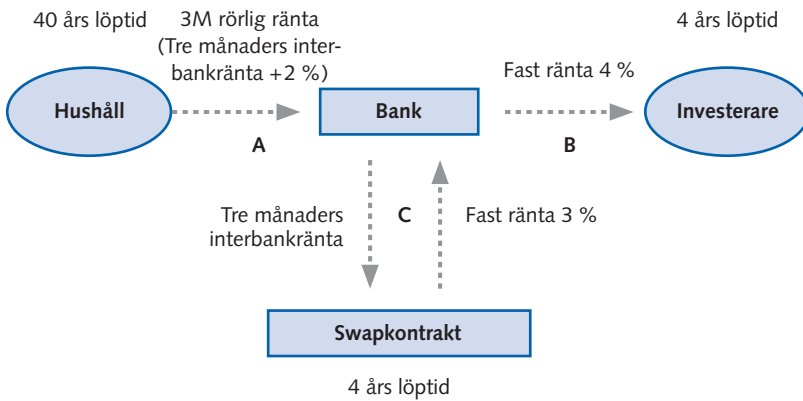 40 års löptid
3M rörlig ränta
(Tre månaders inter-
bankränta +2 %)
4 års löptid
Fast ränta 4 %
Hushåll
Bank
Investerare
A
B
Tre månaders
interbankränta
C
Fast ränta 3 %
Swapkontrakt
4 års löptid